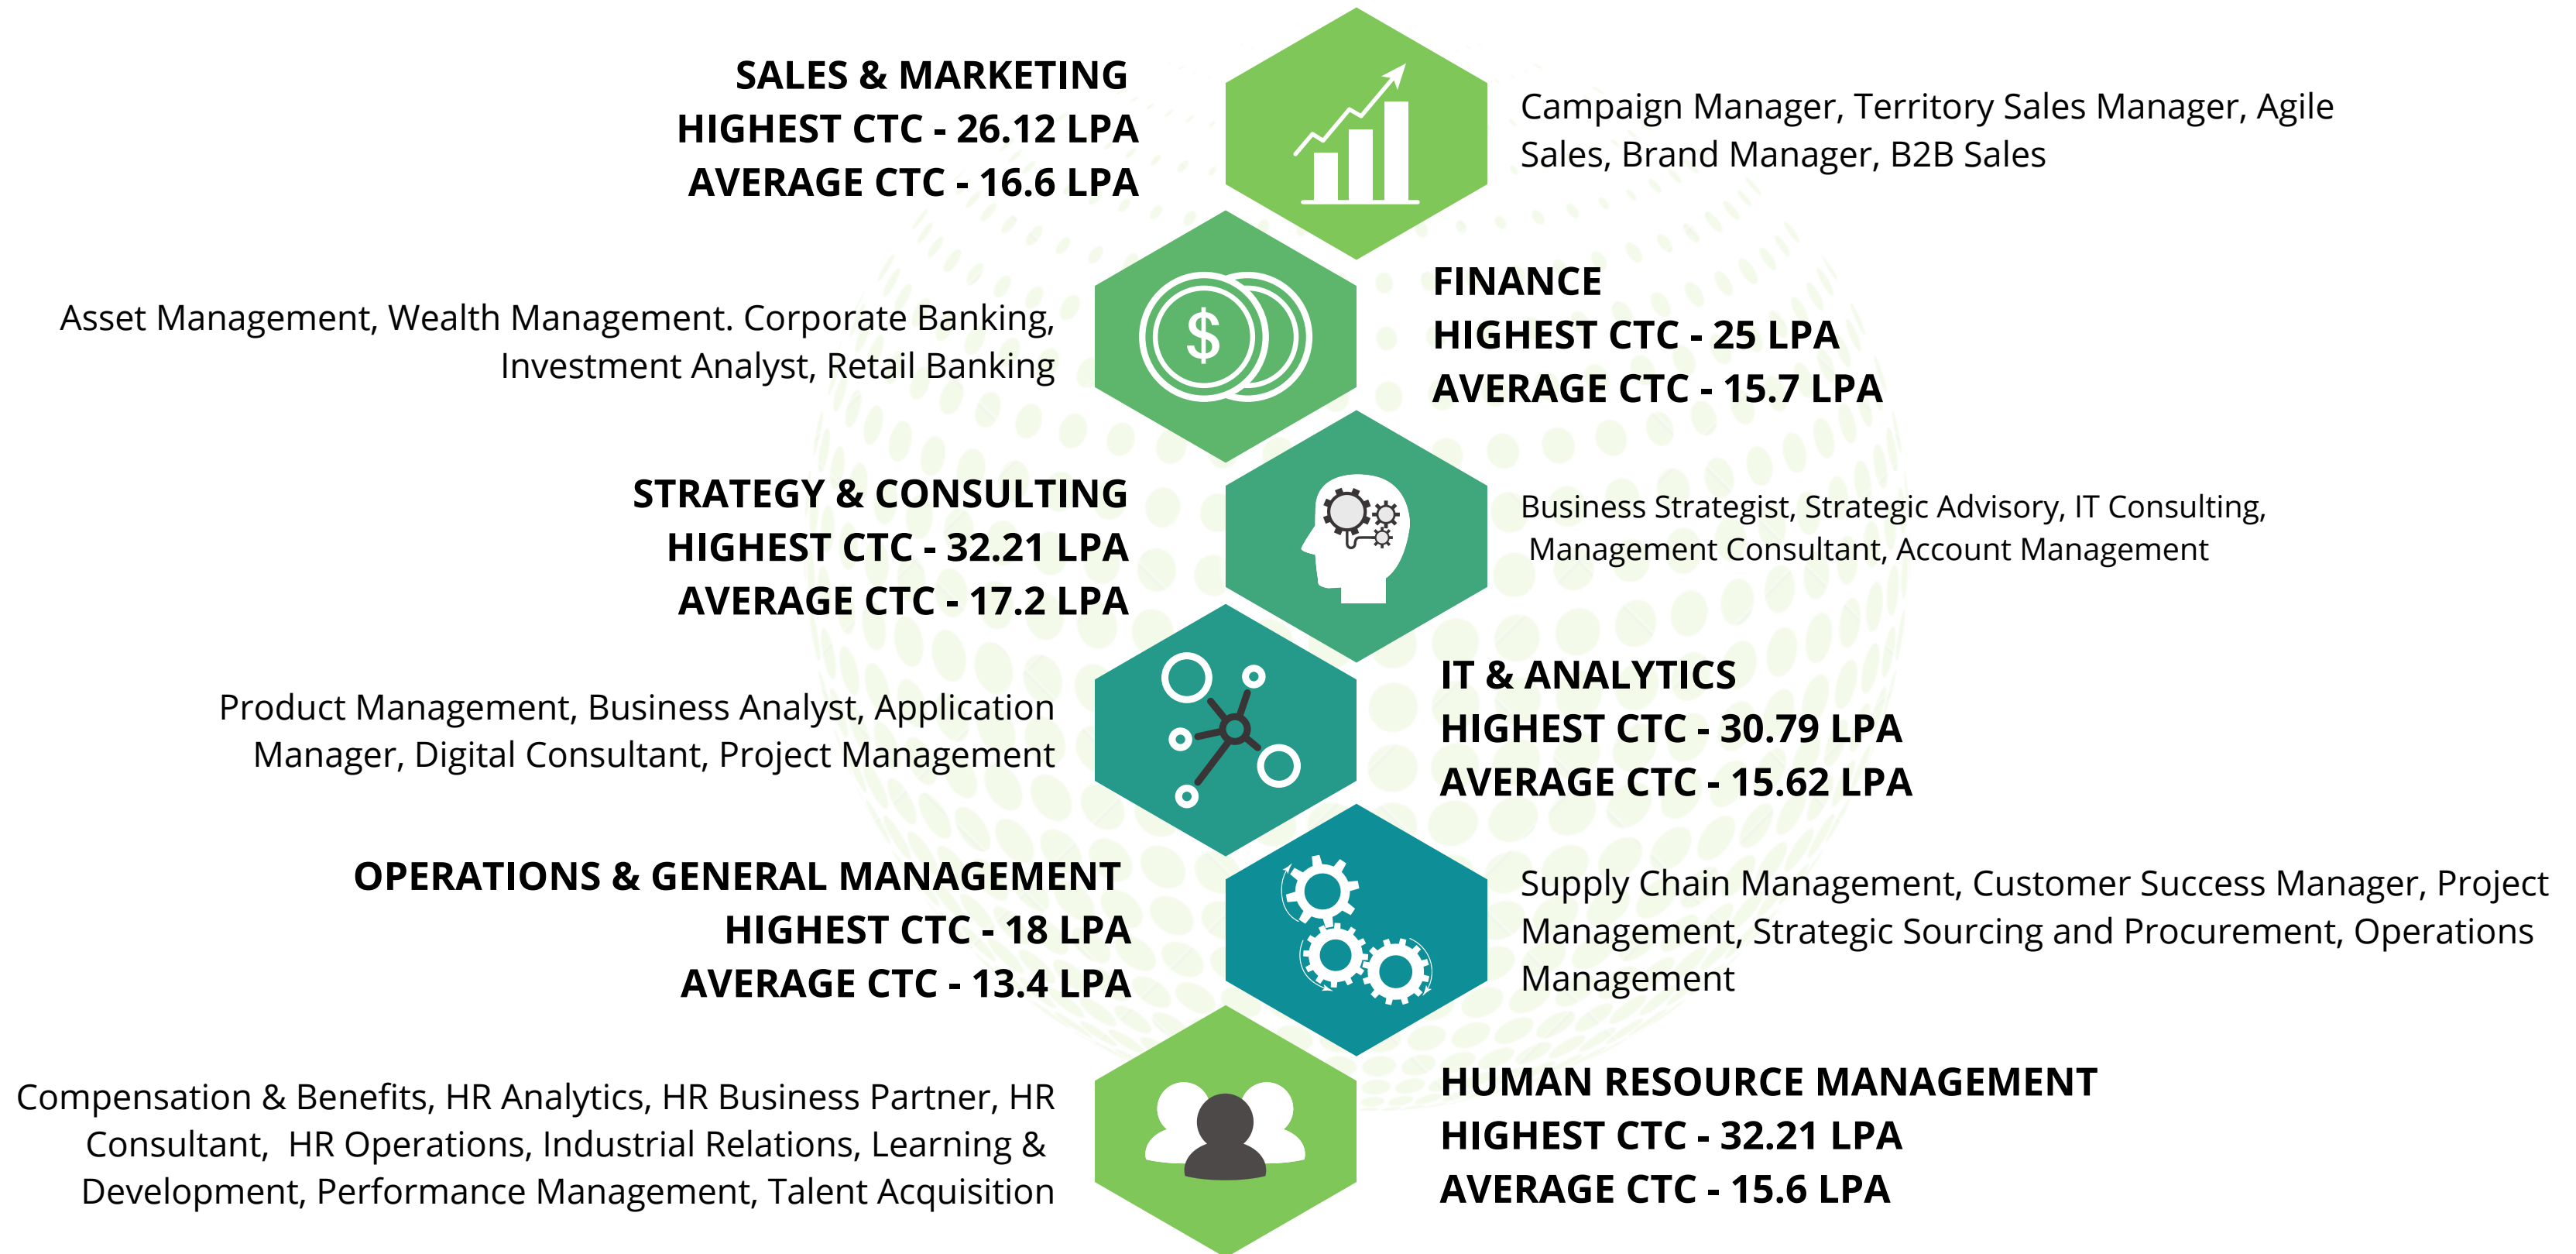 SALES & MARKETING
HIGHEST CTC - 26.12 LPA
AVERAGE CTC - 16.6 LPA
Campaign Manager, Territory Sales Manager, Agile
Sales, Brand Manager, B2B Sales
Asset Management, Wealth Management. Corporate Banking,
Investment Analyst, Retail Banking
$
FINANCE
HIGHEST CTC - 25 LPA
AVERAGE CTC - 15.7 LPA
STRATEGY & CONSULTING
HIGHEST CTC - 32.21 LPA
AVERAGE CTC - 17.2 LPA
Business Strategist, Strategic Advisory, IT Consulting,
Management Consultant, Account Management
Product Management, Business Analyst, Application
Manager, Digital Consultant, Project Management
IT & ANALYTICS
HIGHEST CTC - 30.79 LPA
AVERAGE CTC - 15.62 LPA
OPERATIONS & GENERAL MANAGEMENT
HIGHEST CTC - 18 LPA
AVERAGE CTC - 13.4 LPA
Supply Chain Management, Customer Success Manager, Project
Management, Strategic Sourcing and Procurement, Operations
Management
Compensation & Benefits, HR Analytics, HR Business Partner, HR
Consultant, HR Operations, Industrial Relations, Learning &
Development, Performance Management, Talent Acquisition
HUMAN RESOURCE MANAGEMENT
HIGHEST CTC - 32.21 LPA
AVERAGE CTC - 15.6 LPA